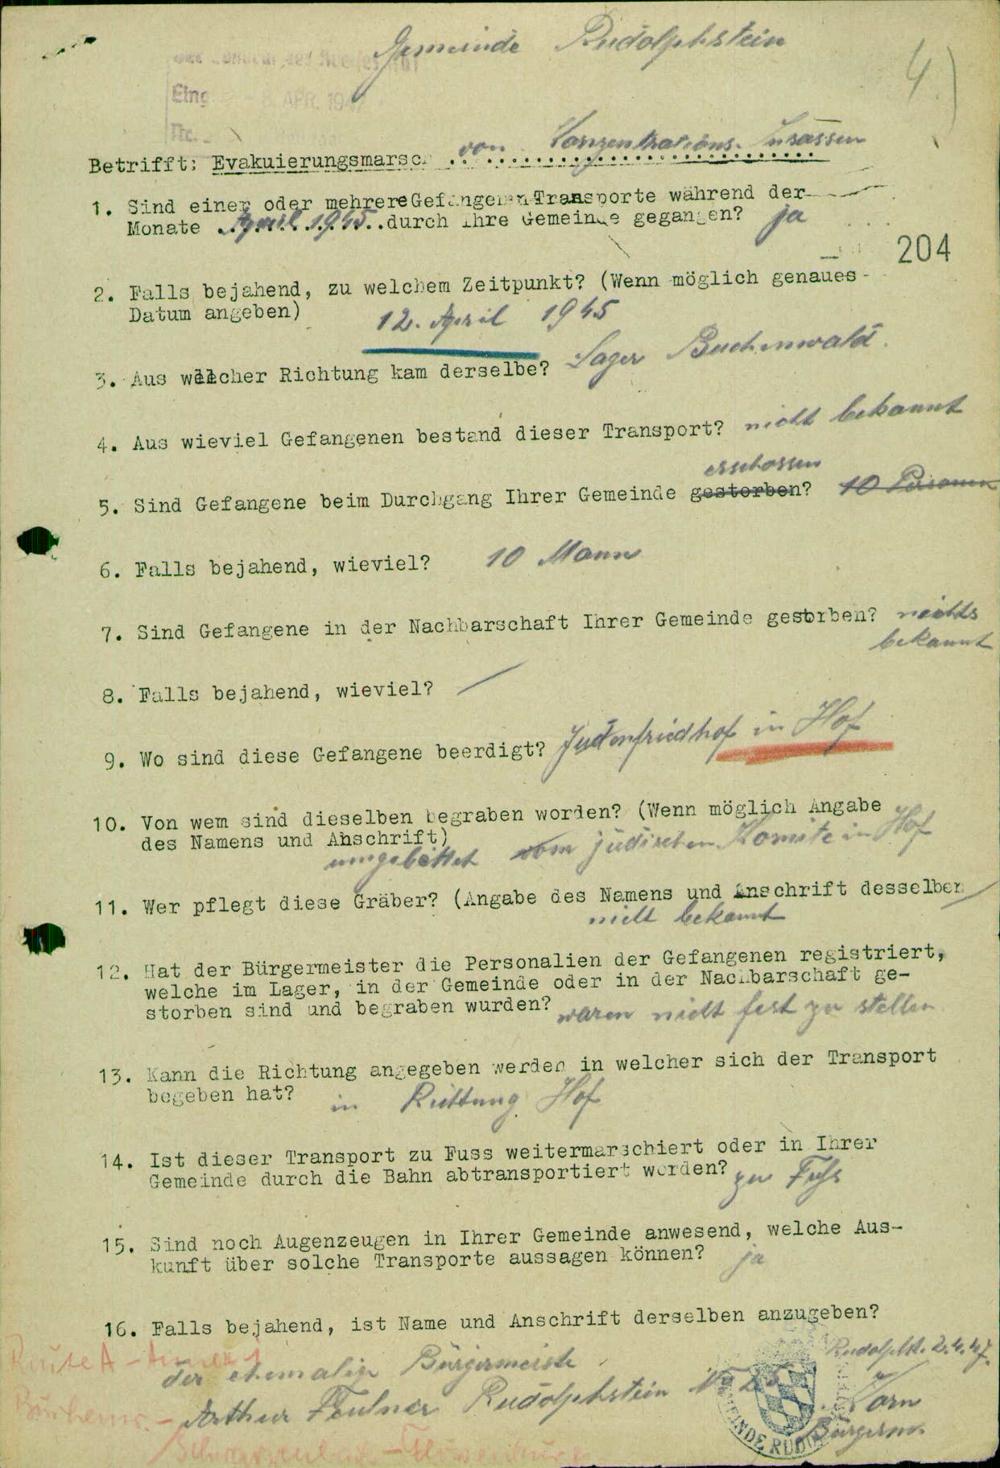 Gemeinde Rudolphstein
4)
Eing. - 8. APR. 194
Betrifft: Evakuierungsmarsc. von Konzentrations-Insassen
1. Sind einer oder mehrere Gefangenen-Transporte während der
Monate April 1945 durch Ihre Gemeinde gegangen? ja
204
2. Falls bejahend, zu welchem Zeitpunkt? (Wenn möglich genaues
Datum angeben) 12. April 1945
3. Aus welcher Richtung kam derselbe? Lager Buchenwald.
4. Aus wieviel Gefangenen bestand dieser Transport? nicht bekannt
erschossen
5. Sind Gefangene beim Durchgang Ihrer Gemeinde gestorben? 10 Personen
6. Falls bejahend, wieviel? 10 Mann
7. Sind Gefangene in der Nachbarschaft Ihrer Gemeinde gestorben? nichts
bekannt
8. Falls bejahend, wieviel? /
9. Wo sind diese Gefangene beerdigt? Judenfriedhof in Hof
10. Von wem sind dieselben begraben worden? (Wenn möglich Angabe
des Namens und Anschrift)
umgebettet vom jüdischen Komite in Hof
11. Wer pflegt diese Gräber? (Angabe des Namens und Anschrift desselben
nicht bekannt
12. Hat der Bürgermeister die Personalien der Gefangenen registriert,
welche im Lager, in der Gemeinde oder in der Nachbarschaft ge-
storben sind und begraben wurden? waren nicht fest zu stellen
13. Kann die Richtung angegeben werden in welcher sich der Transport
begeben hat? in Richtung Hof
14. Ist dieser Transport zu Fuss weitermarschiert oder in Ihrer
Gemeinde durch die Bahn abtransportiert worden? zu Fuß
15. Sind noch Augenzeugen in Ihrer Gemeinde anwesend, welche Aus-
kunft über solche Transporte aussagen können? ja
16. Falls bejahend, ist Name und Anschrift derselben anzugeben?
Route A
der ehemalige Bürgermeister
Rudolphst. 2.4.47.
Arthur Feulner Rudolphstein
Korn
Bürgerm.
GEMEINDE RUDO